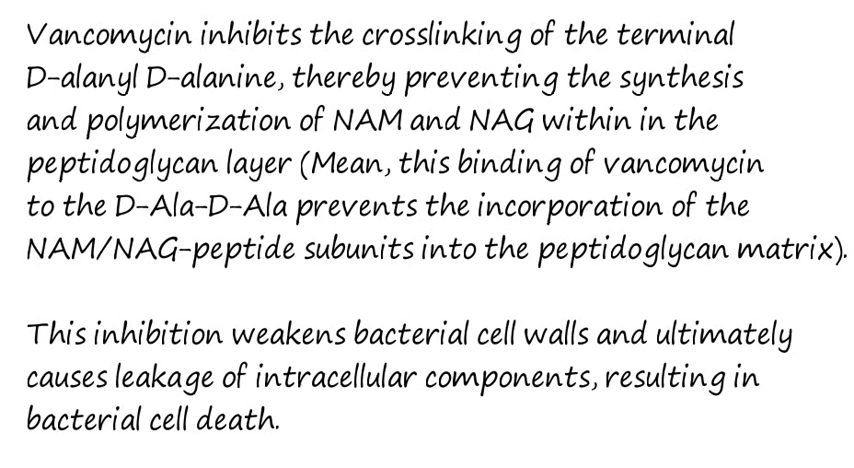 Vancomycin inhibits the crosslinking of the terminal
D-alanyl D-alanine, thereby preventing the synthesis
and polymerization of NAM and NAG within in the
peptidoglycan layer (Mean, this binding of vancomycin
to the D-Ala-D-Ala prevents the incorporation of the
NAM/NAG-peptide subunits into the peptidoglycan matrix).
This inhibition weakens bacterial cell walls and ultimately
causes leakage of intracellular components, resulting in
bacterial cell death.